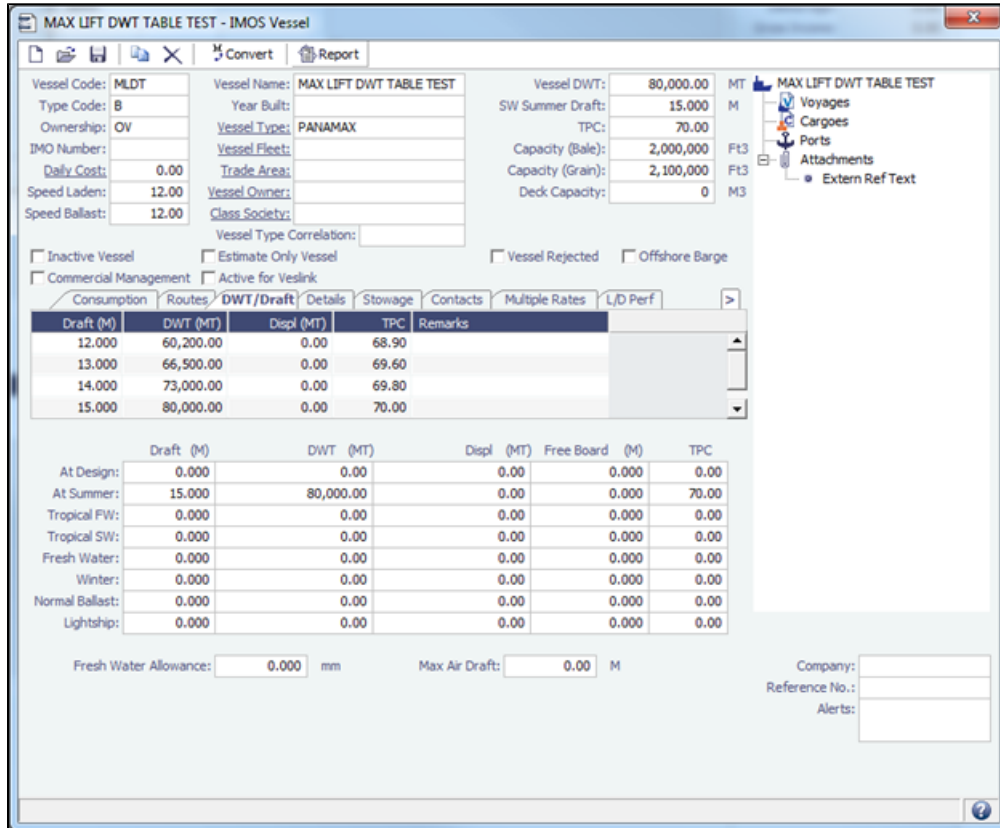 MAX LIFT DWT TABLE TEST - IMOS Vessel
Convert Report
Vessel Code: MLDT Vessel Name: MAX LIFT DWT TABLE TEST Vessel DWT: 80,000.00 MT MAX LIFT DWT TABLE TEST
Type Code: B Year Built: SW Summer Draft: 15.000 M Voyages
Ownership: OV Vessel Type: PANAMAX TPC: 70.00 Cargoes
IMO Number: Vessel Fleet: Capacity (Bale): 2,000,000 Ft3 Ports
Daily Cost: 0.00 Trade Area: Capacity (Grain): 2,100,000 Ft3 Attachments
Speed Laden: 12.00 Vessel Owner: Deck Capacity: 0 M3 Extern Ref Text
Speed Ballast: 12.00 Class Society:
Vessel Type Correlation:
Inactive Vessel Estimate Only Vessel Vessel Rejected Offshore Barge
Commercial Management Active for Veslink
Consumption Routes DWT/Draft Details Stowage Contacts Multiple Rates L/D Perf >
Draft (M) DWT (MT) Displ (MT) TPC Remarks
12.000 60,200.00 0.00 68.90
13.000 66,500.00 0.00 69.60
14.000 73,000.00 0.00 69.80
15.000 80,000.00 0.00 70.00
Draft (M) DWT (MT) Displ (MT) Free Board (M) TPC
At Design: 0.000 0.00 0.00 0.000 0.00
At Summer: 15.000 80,000.00 0.00 0.000 70.00
Tropical FW: 0.000 0.00 0.00 0.000 0.00
Tropical SW: 0.000 0.00 0.00 0.000 0.00
Fresh Water: 0.000 0.00 0.00 0.000 0.00
Winter: 0.000 0.00 0.00 0.000 0.00
Normal Ballast: 0.000 0.00 0.00 0.000 0.00
Lightship: 0.000 0.00 0.00 0.000 0.00
Fresh Water Allowance: 0.000 mm Max Air Draft: 0.00 M Company:
Reference No.:
Alerts: